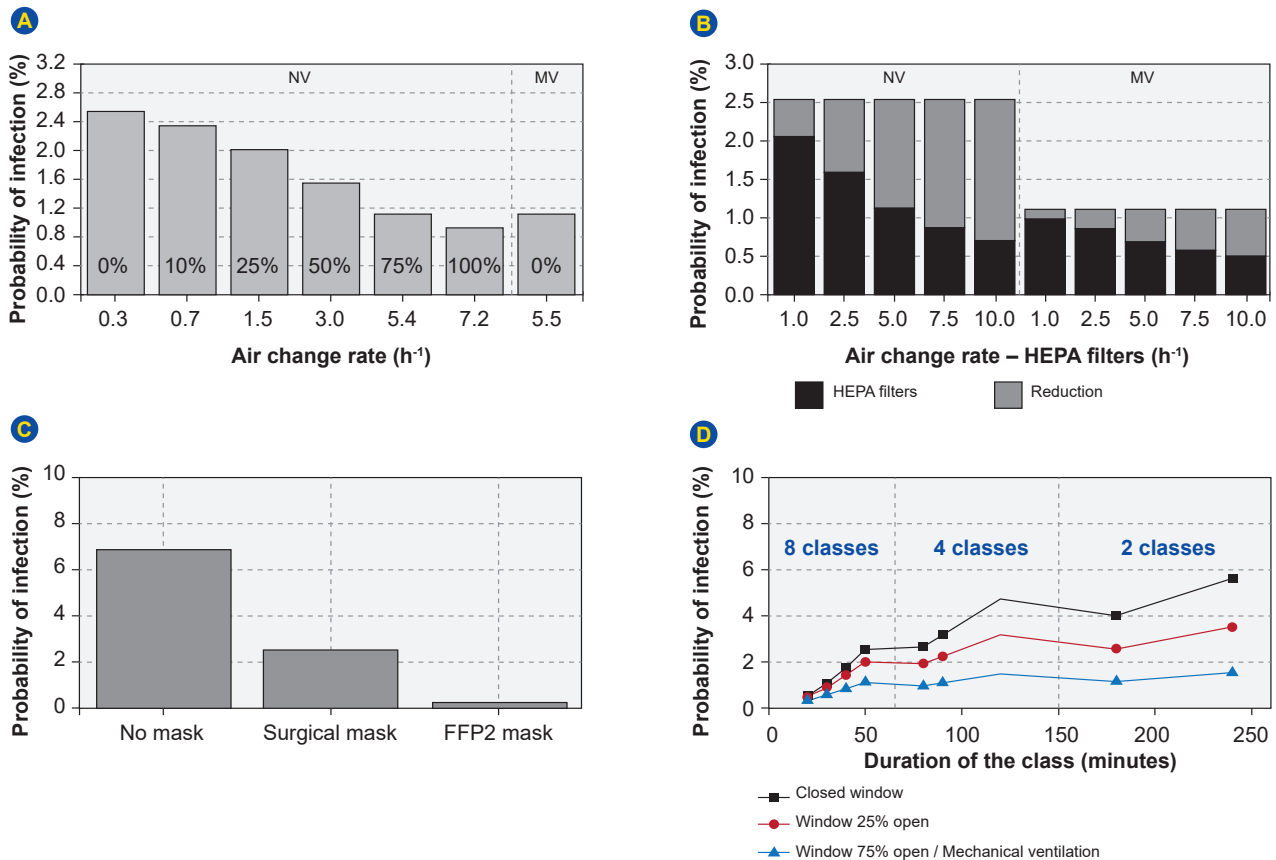 A
Probability of infection (%)
3.2
2.8
2.4
2.0
1.6
1.2
0.8
0.4
0.0
NV
MV
0%
10%
25%
50%
75%
100%
0%
0.3
0.7
1.5
3.0
5.4
7.2
5.5
Air change rate (h⁻¹)
B
Probability of infection (%)
3.0
2.5
2.0
1.5
1.0
0.5
0.0
NV
MV
1.0
2.5
5.0
7.5
10.0
1.0
2.5
5.0
7.5
10.0
Air change rate – HEPA filters (h⁻¹)
HEPA filters
Reduction
C
Probability of infection (%)
10
8
6
4
2
0
No mask
Surgical mask
FFP2 mask
D
Probability of infection (%)
10
8
6
4
2
0
8 classes
4 classes
2 classes
0
50
100
150
200
250
Duration of the class (minutes)
Closed window
Window 25% open
Window 75% open / Mechanical ventilation